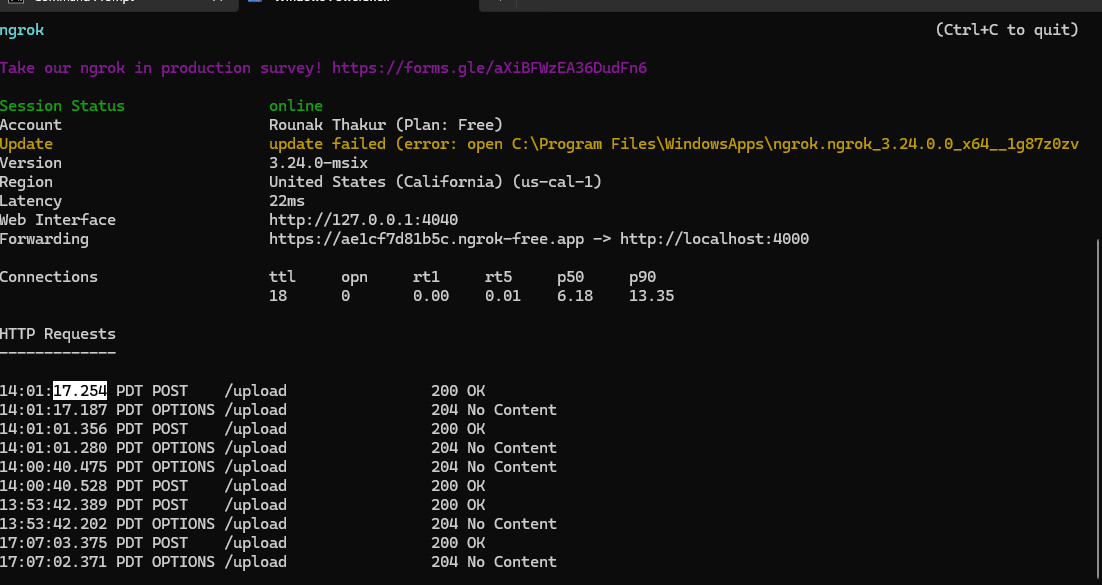 ngrok (Ctrl+C to quit)
Take our ngrok in production survey! https://forms.gle/aXiBFWzEA36DudFn6
Session Status online
Account Rounak Thakur (Plan: Free)
Update update failed (error: open C:\Program Files\WindowsApps\ngrok.ngrok_3.24.0.0_x64__1g87z0zv
Version 3.24.0-msix
Region United States (California) (us-cal-1)
Latency 22ms
Web Interface http://127.0.0.1:4040
Forwarding https://ae1cf7d81b5c.ngrok-free.app -> http://localhost:4000
Connections ttl opn rt1 rt5 p50 p90
18 0 0.00 0.01 6.18 13.35
HTTP Requests
-------------
14:01:17.254 PDT POST /upload 200 OK
14:01:17.187 PDT OPTIONS /upload 204 No Content
14:01:01.356 PDT POST /upload 200 OK
14:01:01.280 PDT OPTIONS /upload 204 No Content
14:00:40.475 PDT OPTIONS /upload 204 No Content
14:00:40.528 PDT POST /upload 200 OK
13:53:42.389 PDT POST /upload 200 OK
13:53:42.202 PDT OPTIONS /upload 204 No Content
17:07:03.375 PDT POST /upload 200 OK
17:07:02.371 PDT OPTIONS /upload 204 No Content